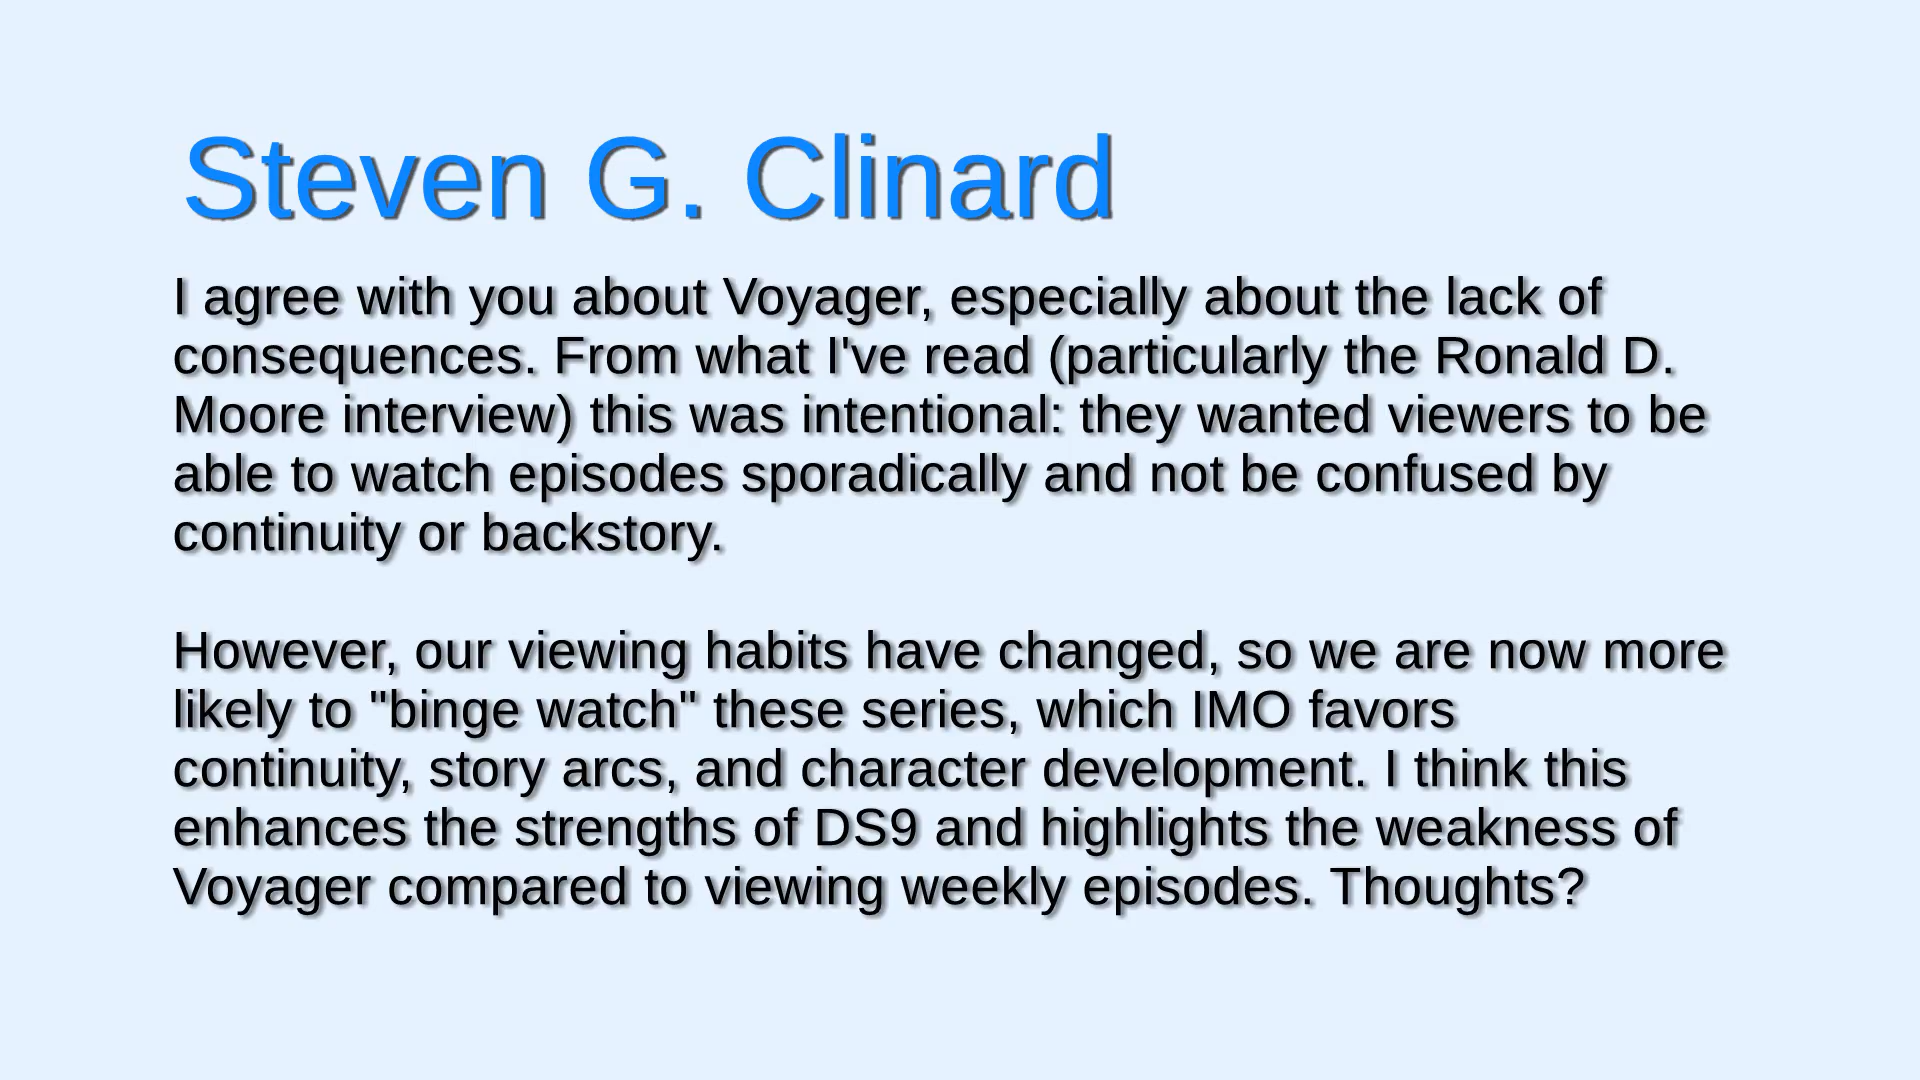 Steven G. Clinard
I agree with you about Voyager, especially about the lack of
consequences. From what I've read (particularly the Ronald D.
Moore interview) this was intentional: they wanted viewers to be
able to watch episodes sporadically and not be confused by
continuity or backstory.
However, our viewing habits have changed, so we are now more
likely to "binge watch" these series, which IMO favors
continuity, story arcs, and character development. I think this
enhances the strengths of DS9 and highlights the weakness of
Voyager compared to viewing weekly episodes. Thoughts?